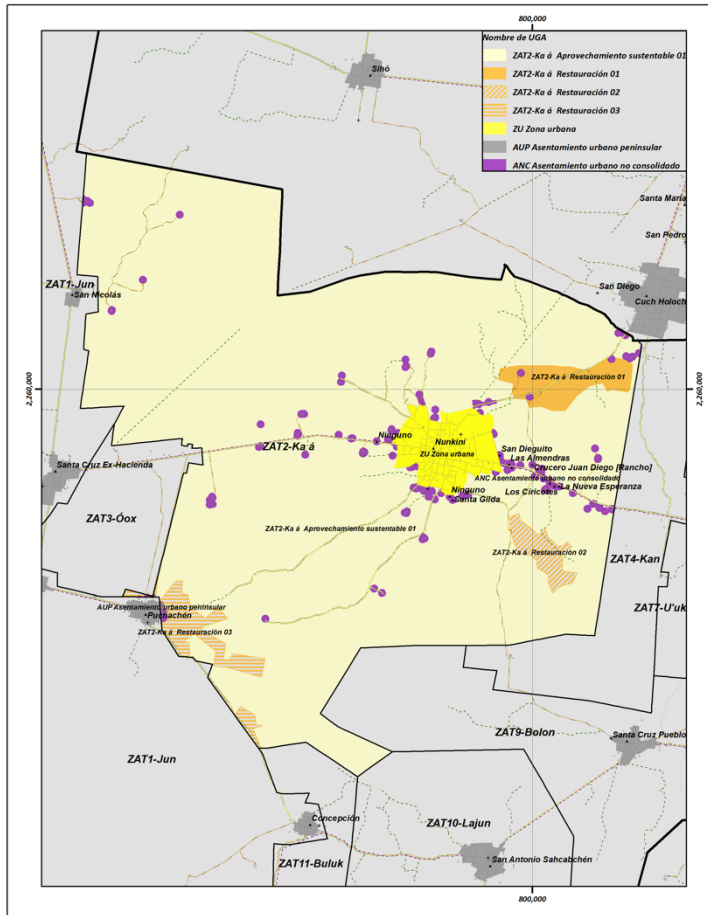 800,000
Nombre de UGA
ZAT2-Ka á Aprovechamiento sustentable 01
ZAT2-Ka á Restauración 01
ZAT2-Ka á Restauración 02
ZAT2-Ka á Restauración 03
ZU Zona urbana
AUP Asentamiento urbano peninsular
ANC Asentamiento urbano no consolidado
Sihó
Santa María
San Pedro
ZAT1-Jun
San Nicolás
San Diego
Cuch Holoch
2,260,000
2,260,000
ZAT2-Ka á Restauración 01
Ninguno
ZAT2-Ka á
Nunkiní
ZU Zona urbana
San Dieguito
Las Almendras
Crucero Juan Diego [Rancho]
ANC Asentamiento urbano no consolidado
La Nueva Esperanza
Los Ciricotes
Ninguno
Santa Gilda
Santa Cruz Ex-Hacienda
ZAT3-Óox
ZAT2-Ka á Aprovechamiento sustentable 01
ZAT2-Ka á Restauración 02
ZAT4-Kan
ZAT7-U'uk
AUP Asentamiento urbano peninsular
Pucnachén
ZAT2-Ka á Restauración 03
ZAT9-Bolon
Santa Cruz Pueblo
ZAT1-Jun
Concepción
ZAT10-Lajun
ZAT11-Buluk
San Antonio Sahcabchén
800,000